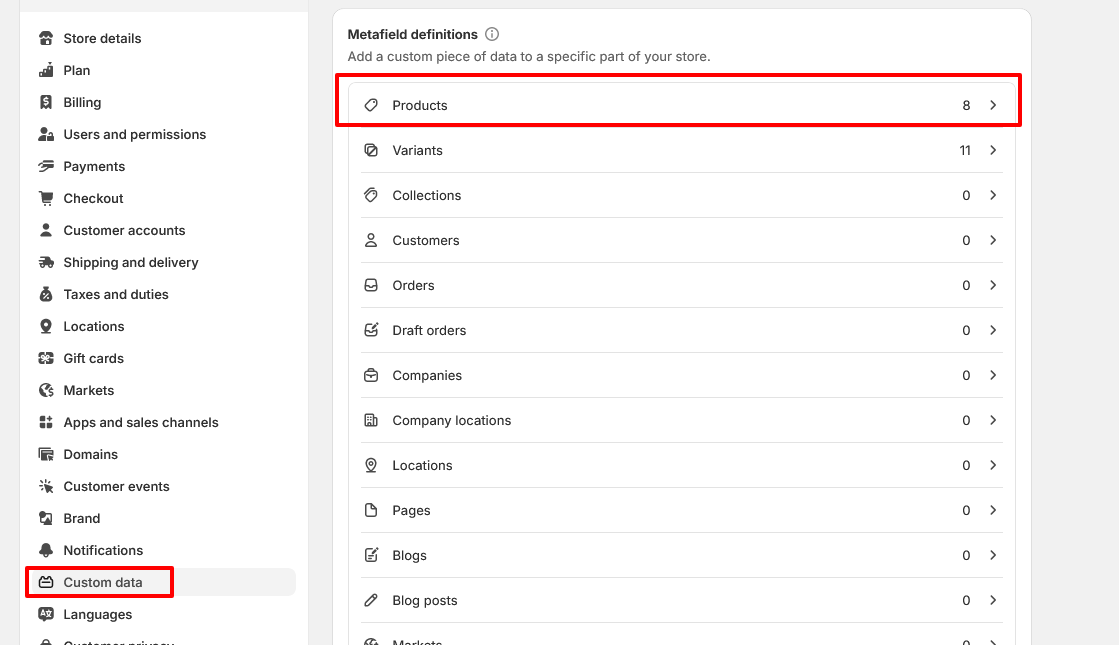 Store details
Plan
Billing
Users and permissions
Payments
Checkout
Customer accounts
Shipping and delivery
Taxes and duties
Locations
Gift cards
Markets
Apps and sales channels
Domains
Customer events
Brand
Notifications
Custom data
Languages
Customer privacy
Metafield definitions
Add a custom piece of data to a specific part of your store.
Products 8
Variants 11
Collections 0
Customers 0
Orders 0
Draft orders 0
Companies 0
Company locations 0
Locations 0
Pages 0
Blogs 0
Blog posts 0
Markets 0